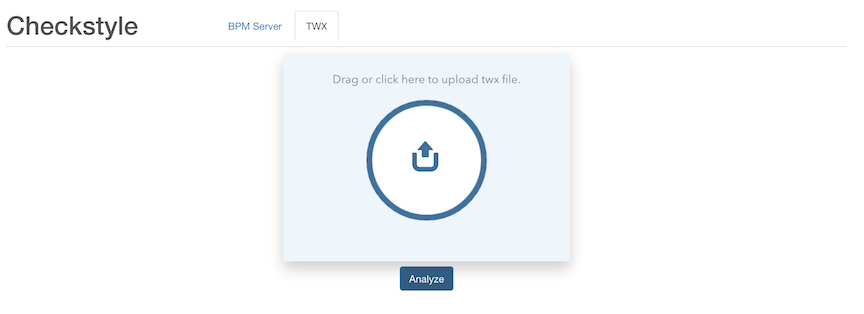 Checkstyle
BPM Server
TWX
Drag or click here to upload twx file.
Analyze